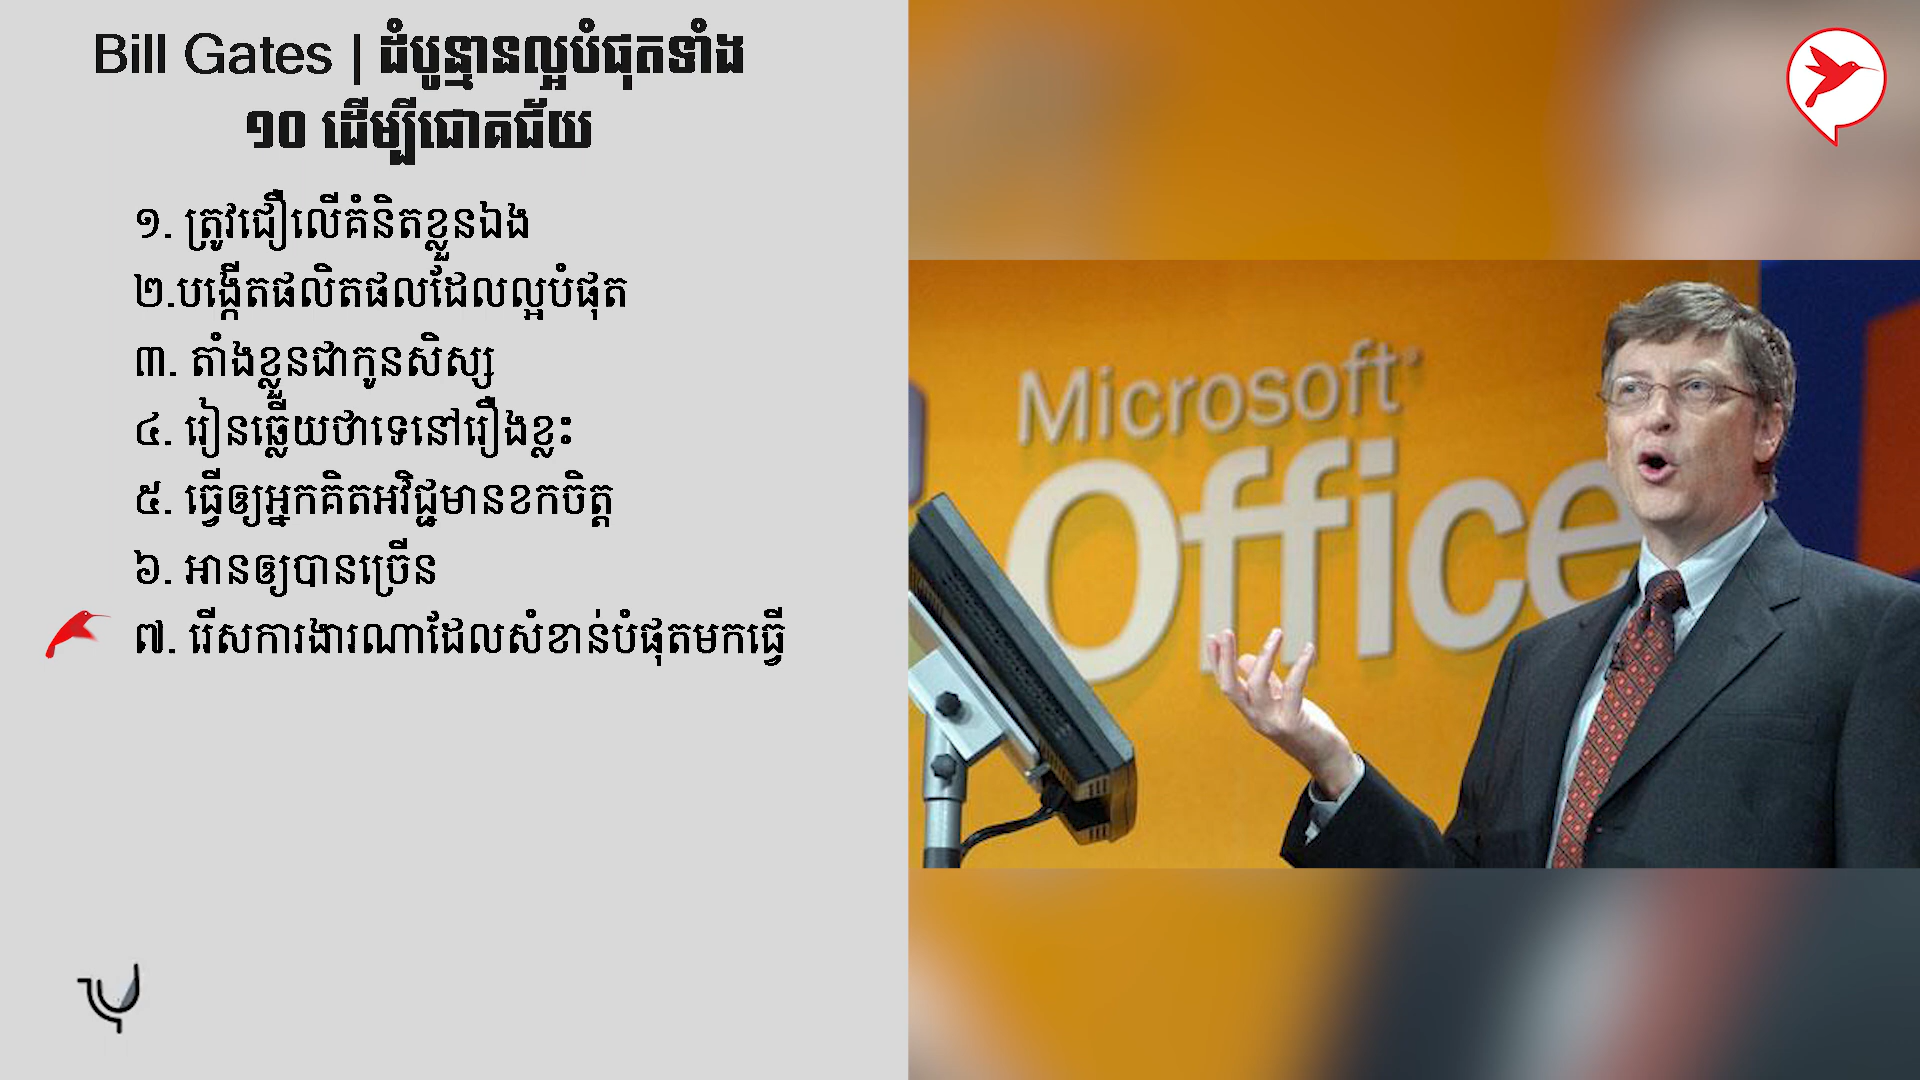 Bill Gates | ដំបូន្មានល្អបំផុតទាំង
១០ ដើម្បីជោគជ័យ
១. ត្រូវជឿលើគំនិតខ្លួនឯង
២.បង្កើតផលិតផលដែលល្អបំផុត
៣. តាំងខ្លួនជាកូនសិស្ស
៤. រៀនឆ្លើយថាទេនៅរឿងខ្លះ
៥. ធ្វើឲ្យអ្នកគិតអវិជ្ជមានខកចិត្ត
៦. អានឲ្យបានច្រើន
៧. រើសការងារណាដែលសំខាន់បំផុតមកធ្វើ
Microsoft
Office